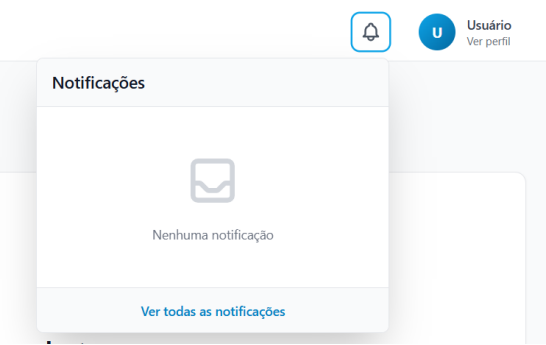 U
Usuário
Ver perfil
Notificações
Nenhuma notificação
Ver todas as notificações